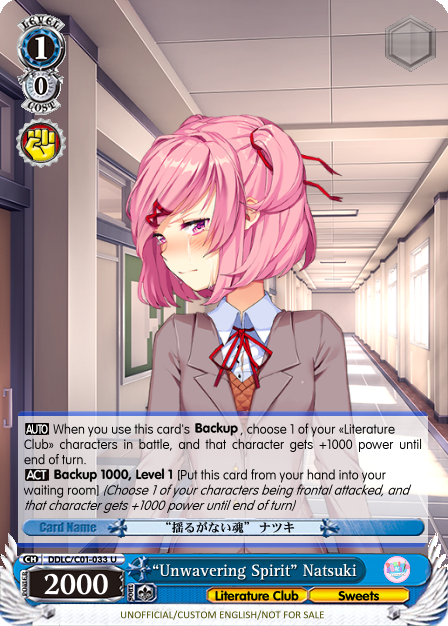 LEVEL
1
0
COST
AUTO When you use this card's Backup, choose 1 of your «Literature
Club» characters in battle, and that character gets +1000 power until
end of turn.
ACT Backup 1000, Level 1 [Put this card from your hand into your
waiting room] (Choose 1 of your characters being frontal attacked, and
that character gets +1000 power until end of turn)
Card Name “揺るがない魂” ナツキ
CH DDLC/C01-033 U
POWER 2000 SOUL “Unwavering Spirit” Natsuki
Literature Club Sweets
UNOFFICIAL/CUSTOM ENGLISH/NOT FOR SALE